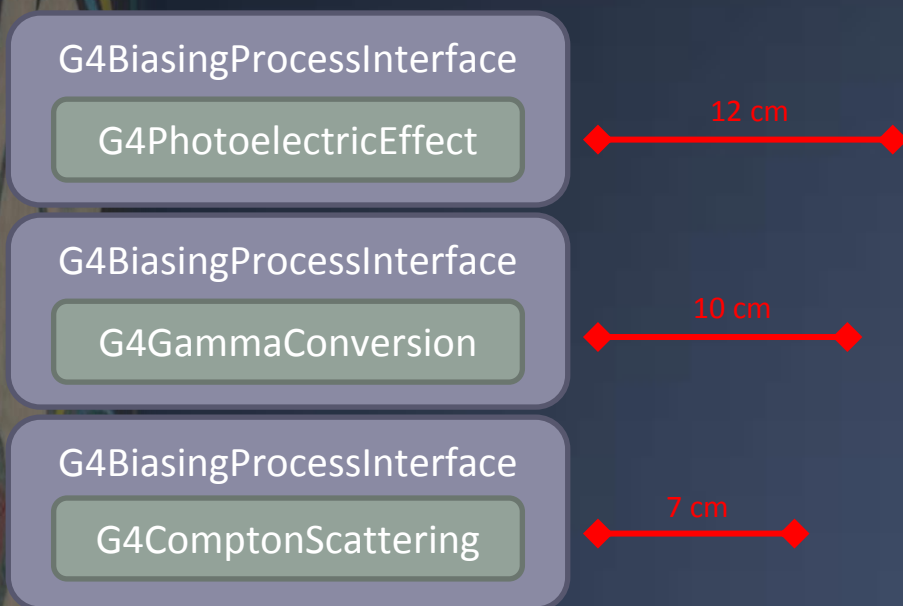 G4BiasingProcessInterface
G4PhotoelectricEffect
12 cm
G4BiasingProcessInterface
G4GammaConversion
10 cm
G4BiasingProcessInterface
G4ComptonScattering
7 cm